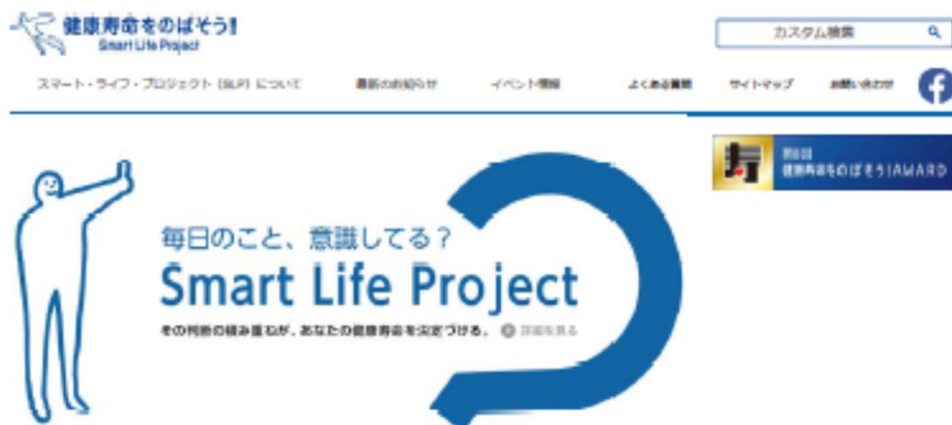 健康寿命をのばそう!
Smart Life Project
カスタム検索
スマート・ライフ・プロジェクト(SLP)について
最新のお知らせ
イベント情報
よくある質問
サイトマップ
お問い合わせ
健康寿命をのばそう!AWARD
毎日のこと、意識してる?
Smart Life Project
その判断の積み重ねが、あなたの健康寿命を決定づける。 詳細を見る